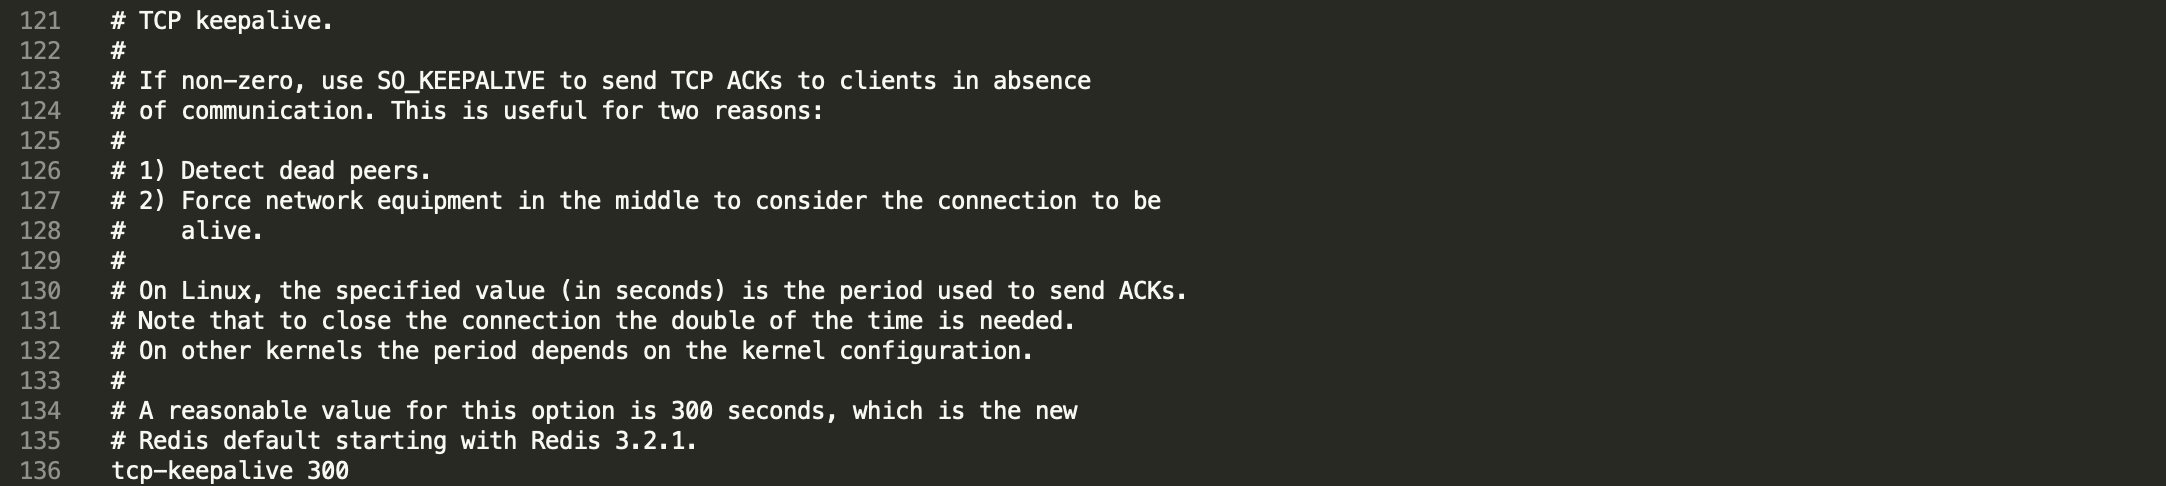 121 # TCP keepalive.
122 #
123 # If non-zero, use SO_KEEPALIVE to send TCP ACKs to clients in absence
124 # of communication. This is useful for two reasons:
125 #
126 # 1) Detect dead peers.
127 # 2) Force network equipment in the middle to consider the connection to be
128 #    alive.
129 #
130 # On Linux, the specified value (in seconds) is the period used to send ACKs.
131 # Note that to close the connection the double of the time is needed.
132 # On other kernels the period depends on the kernel configuration.
133 #
134 # A reasonable value for this option is 300 seconds, which is the new
135 # Redis default starting with Redis 3.2.1.
136 tcp-keepalive 300